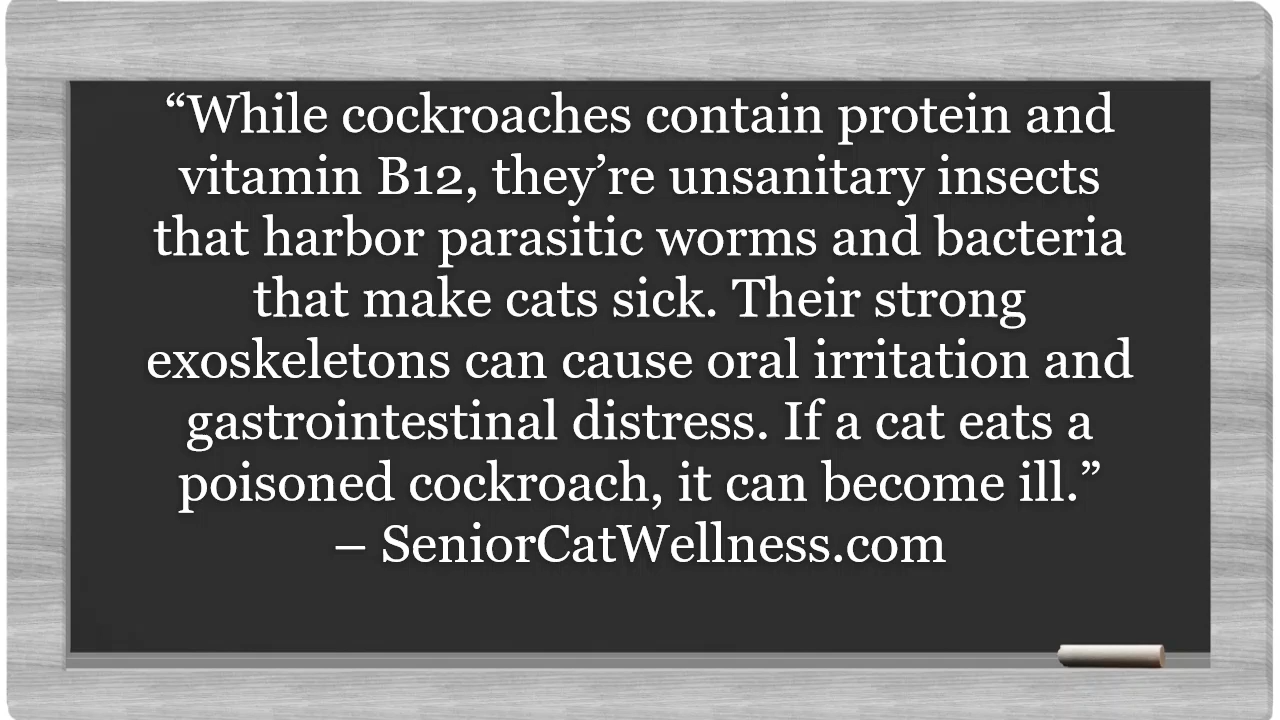 “While cockroaches contain protein and
vitamin B12, they’re unsanitary insects
that harbor parasitic worms and bacteria
that make cats sick. Their strong
exoskeletons can cause oral irritation and
gastrointestinal distress. If a cat eats a
poisoned cockroach, it can become ill.”
– SeniorCatWellness.com